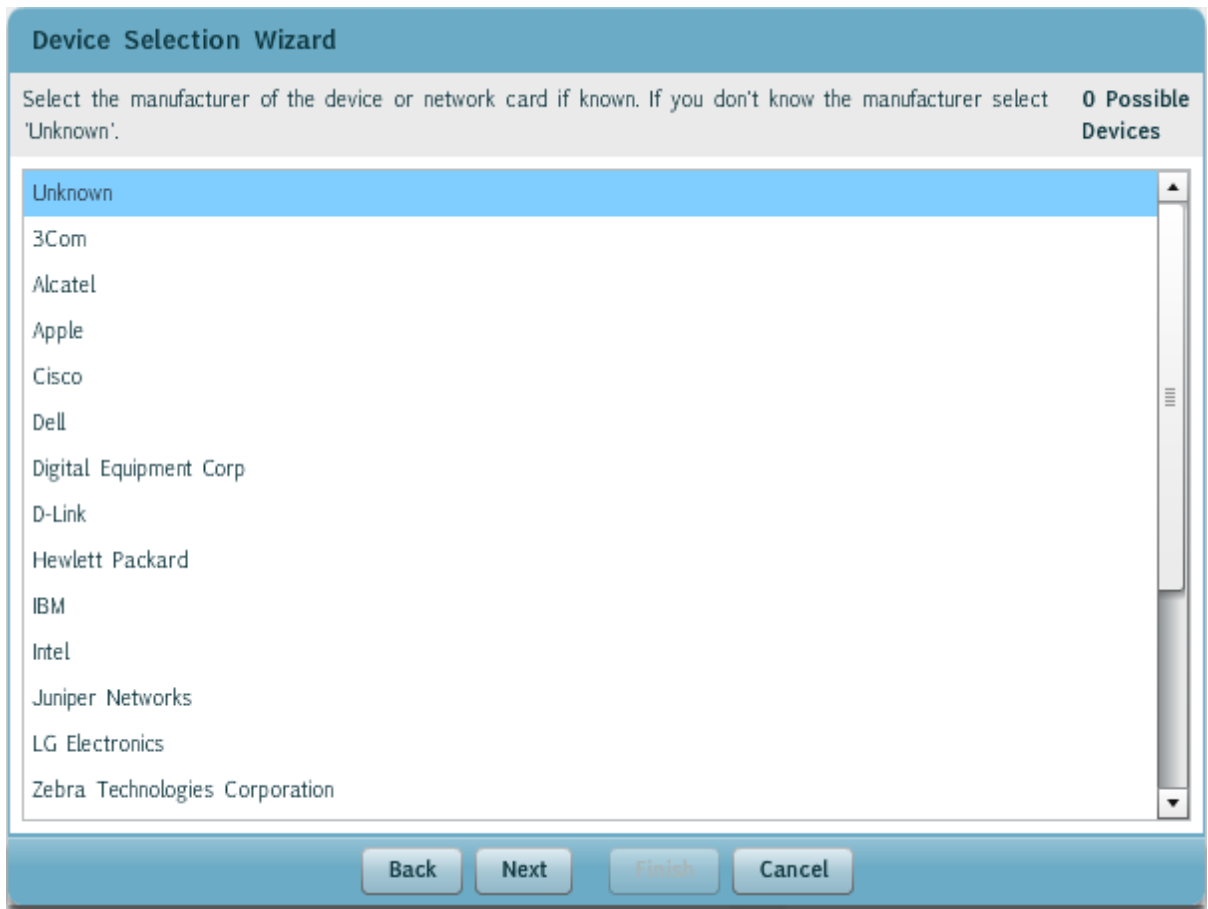 Device Selection Wizard
Select the manufacturer of the device or network card if known. If you don't know the manufacturer select
'Unknown'.
0 Possible
Devices
Unknown
3Com
Alcatel
Apple
Cisco
Dell
Digital Equipment Corp
D-Link
Hewlett Packard
IBM
Intel
Juniper Networks
LG Electronics
Zebra Technologies Corporation
Back Next Finish Cancel